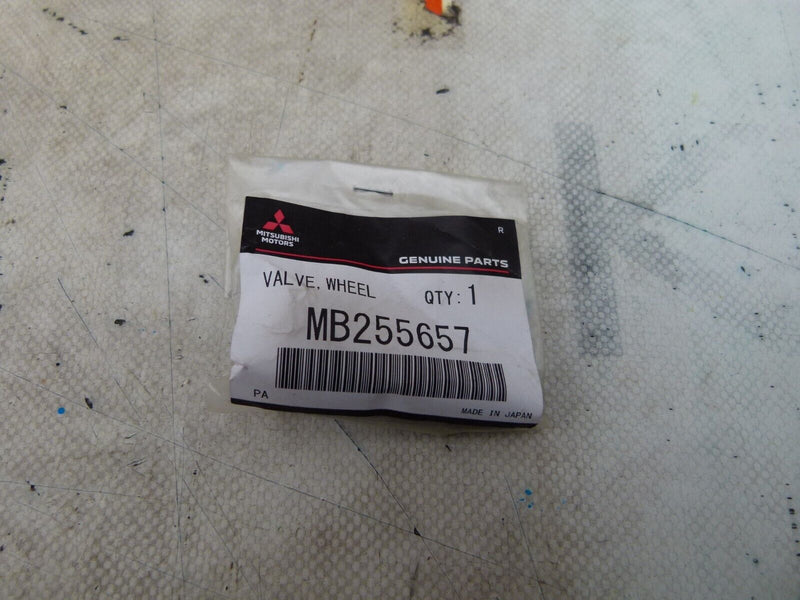 R
MITSUBISHI
MOTORS
GENUINE PARTS
VALVE, WHEEL QTY: 1
MB255657
PA
MADE IN JAPAN